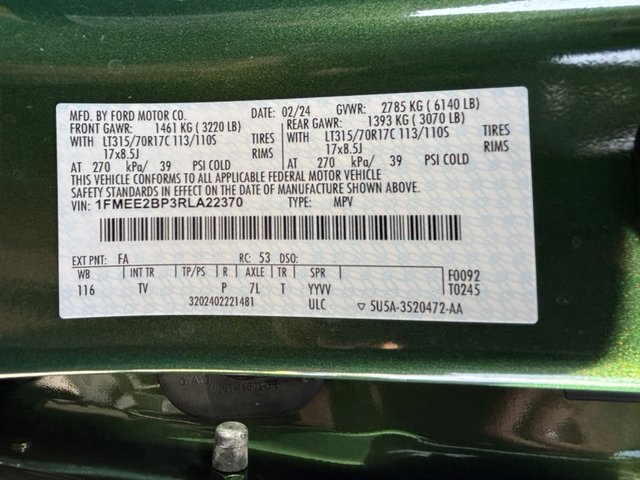 MFD. BY FORD MOTOR CO. DATE: 02/24 GVWR: 2785 KG ( 6140 LB)
FRONT GAWR: 1461 KG ( 3220 LB) REAR GAWR: 1393 KG ( 3070 LB)
WITH LT315/70R17C 113/110S TIRES WITH LT315/70R17C 113/110S TIRES
17x8.5J RIMS 17x8.5J RIMS
AT 270 kPa/ 39 PSI COLD AT 270 kPa/ 39 PSI COLD
THIS VEHICLE CONFORMS TO ALL APPLICABLE FEDERAL MOTOR VEHICLE
SAFETY STANDARDS IN EFFECT ON THE DATE OF MANUFACTURE SHOWN ABOVE.
VIN: 1FMEE2BP3RLA22370 TYPE: MPV
EXT PNT: FA RC: 53 DSO:
WB INT TR TP/PS R AXLE TR SPR F0092
116 TV P 7L T YYVV T0245
3202402221481 ULC ▽ 5U5A-3520472-AA